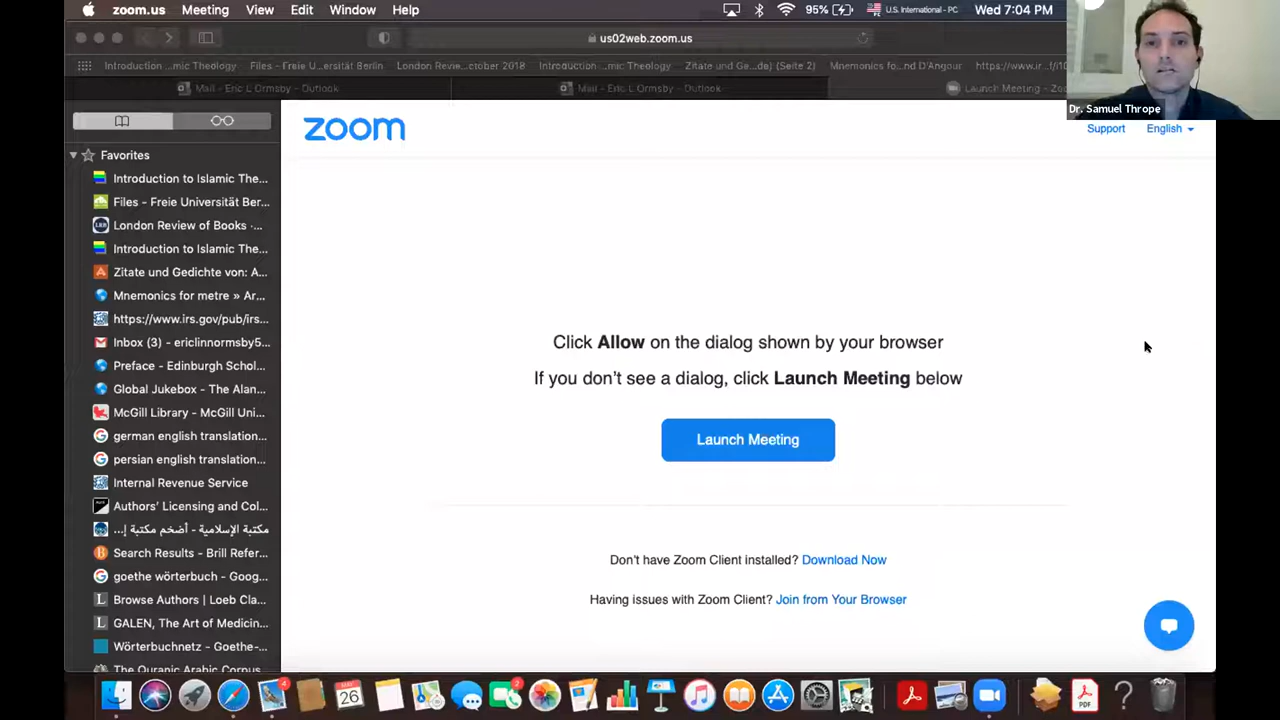 zoom.us Meeting View Edit Window Help
95% U.S. International - PC Wed 7:04 PM
us02web.zoom.us
Introduction ...mic Theology Files - Freie U...ersität Berlin London Revie...ctober 2018 Introduction ...mic Theology Zitate und Ge...de) (Seite 2) Mnemonics fo...nd D'Angour
Mail - Eric L Ormsby - Outlook Mail - Eric L Ormsby - Outlook Launch Meeting - Zo...
Dr. Samuel Thrope
zoom
Support English
Favorites
Introduction to Islamic The...
Files - Freie Universität Ber...
London Review of Books ·...
Introduction to Islamic The...
Zitate und Gedichte von: A...
Mnemonics for metre » Ar...
https://www.irs.gov/pub/irs...
Inbox (3) - ericlinnormsby5...
Preface - Edinburgh Schol...
Global Jukebox - The Alan...
McGill Library - McGill Uni...
german english translation...
persian english translation...
Internal Revenue Service
Authors' Licensing and Col...
مكتبة الإسلامية - أضخم مكتبة إ...
Search Results - Brill Refer...
goethe wörterbuch - Goog...
Browse Authors | Loeb Cla...
GALEN, The Art of Medicin...
Wörterbuchnetz - Goethe-...
The Quranic Arabic Corpus
Click Allow on the dialog shown by your browser
If you don't see a dialog, click Launch Meeting below
Launch Meeting
Don't have Zoom Client installed? Download Now
Having issues with Zoom Client? Join from Your Browser
4
MAY
26
2
PDF